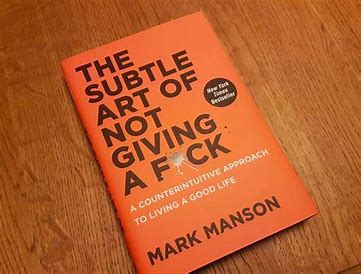 THE
SUBTLE
ART OF
NOT
GIVING
A F*CK
New York
Times
Bestseller
A COUNTERINTUITIVE APPROACH
TO LIVING A GOOD LIFE
MARK MANSON